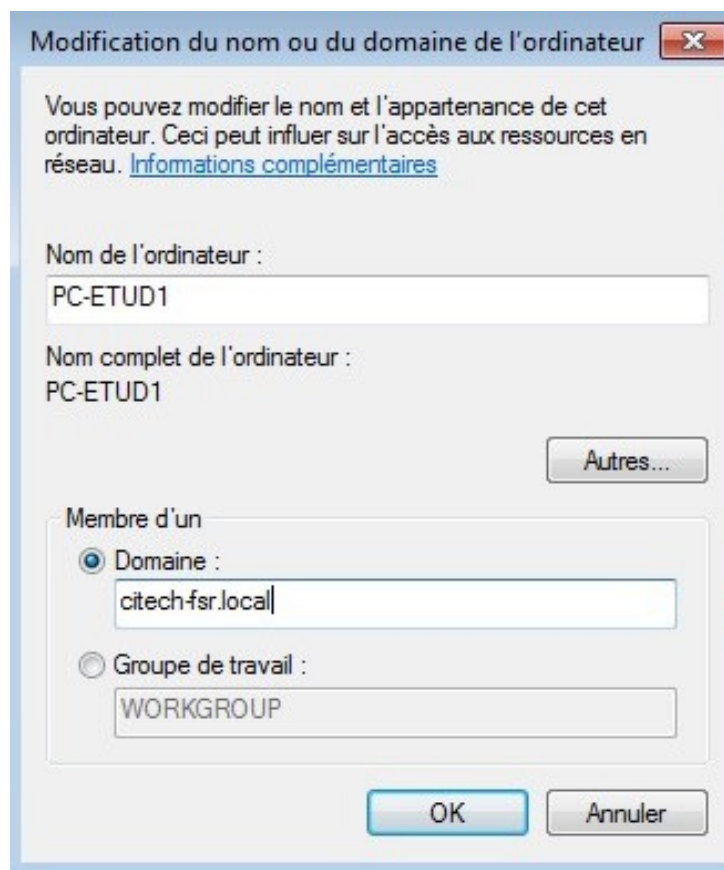 Modification du nom ou du domaine de l'ordinateur
Vous pouvez modifier le nom et l'appartenance de cet
ordinateur. Ceci peut influer sur l'accès aux ressources en
réseau. Informations complémentaires
Nom de l'ordinateur :
PC-ETUD1
Nom complet de l'ordinateur :
PC-ETUD1
Autres...
Membre d'un
Domaine :
citech-fsr.local
Groupe de travail :
WORKGROUP
OK Annuler